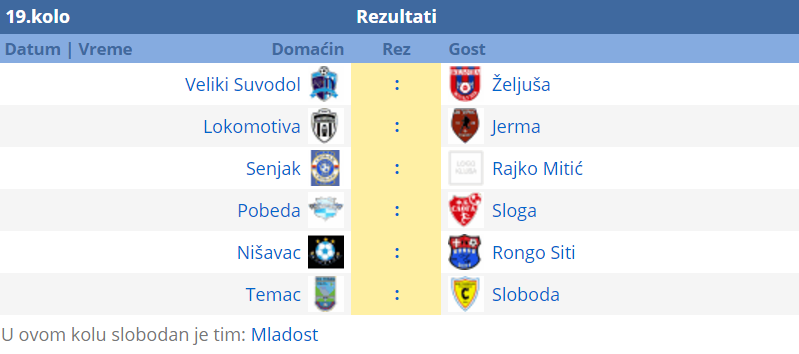 19.kolo Rezultati
Datum | Vreme Domaćin Rez Gost
Veliki Suvodol : Željuša
Lokomotiva : Jerma
Senjak : LOGO KLUBA Rajko Mitić
Pobeda : Sloga
Nišavac : Rongo Siti
Temac : Sloboda
U ovom kolu slobodan je tim: Mladost